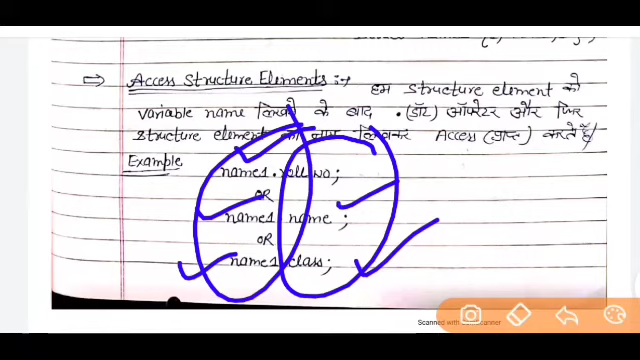 ⇒ Access Structure Elements :→ हम structure element को
variable name लिखने के बाद .(डॉट) ऑपरेटर और फिर
structure element का नाम लिखकर Access (प्राप्त) करते हैं/
Example
name1.roll no;
OR
name1 name ;
OR
name1 class;
Scanned with Scanner